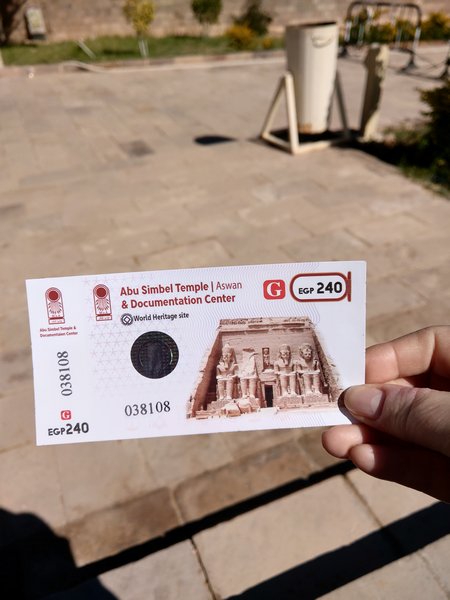 Abu Simbel Temple &
Documentation Center
038108
G
EGP240
Abu Simbel Temple | Aswan
& Documentation Center
World Heritage site
038108
G
EGP 240